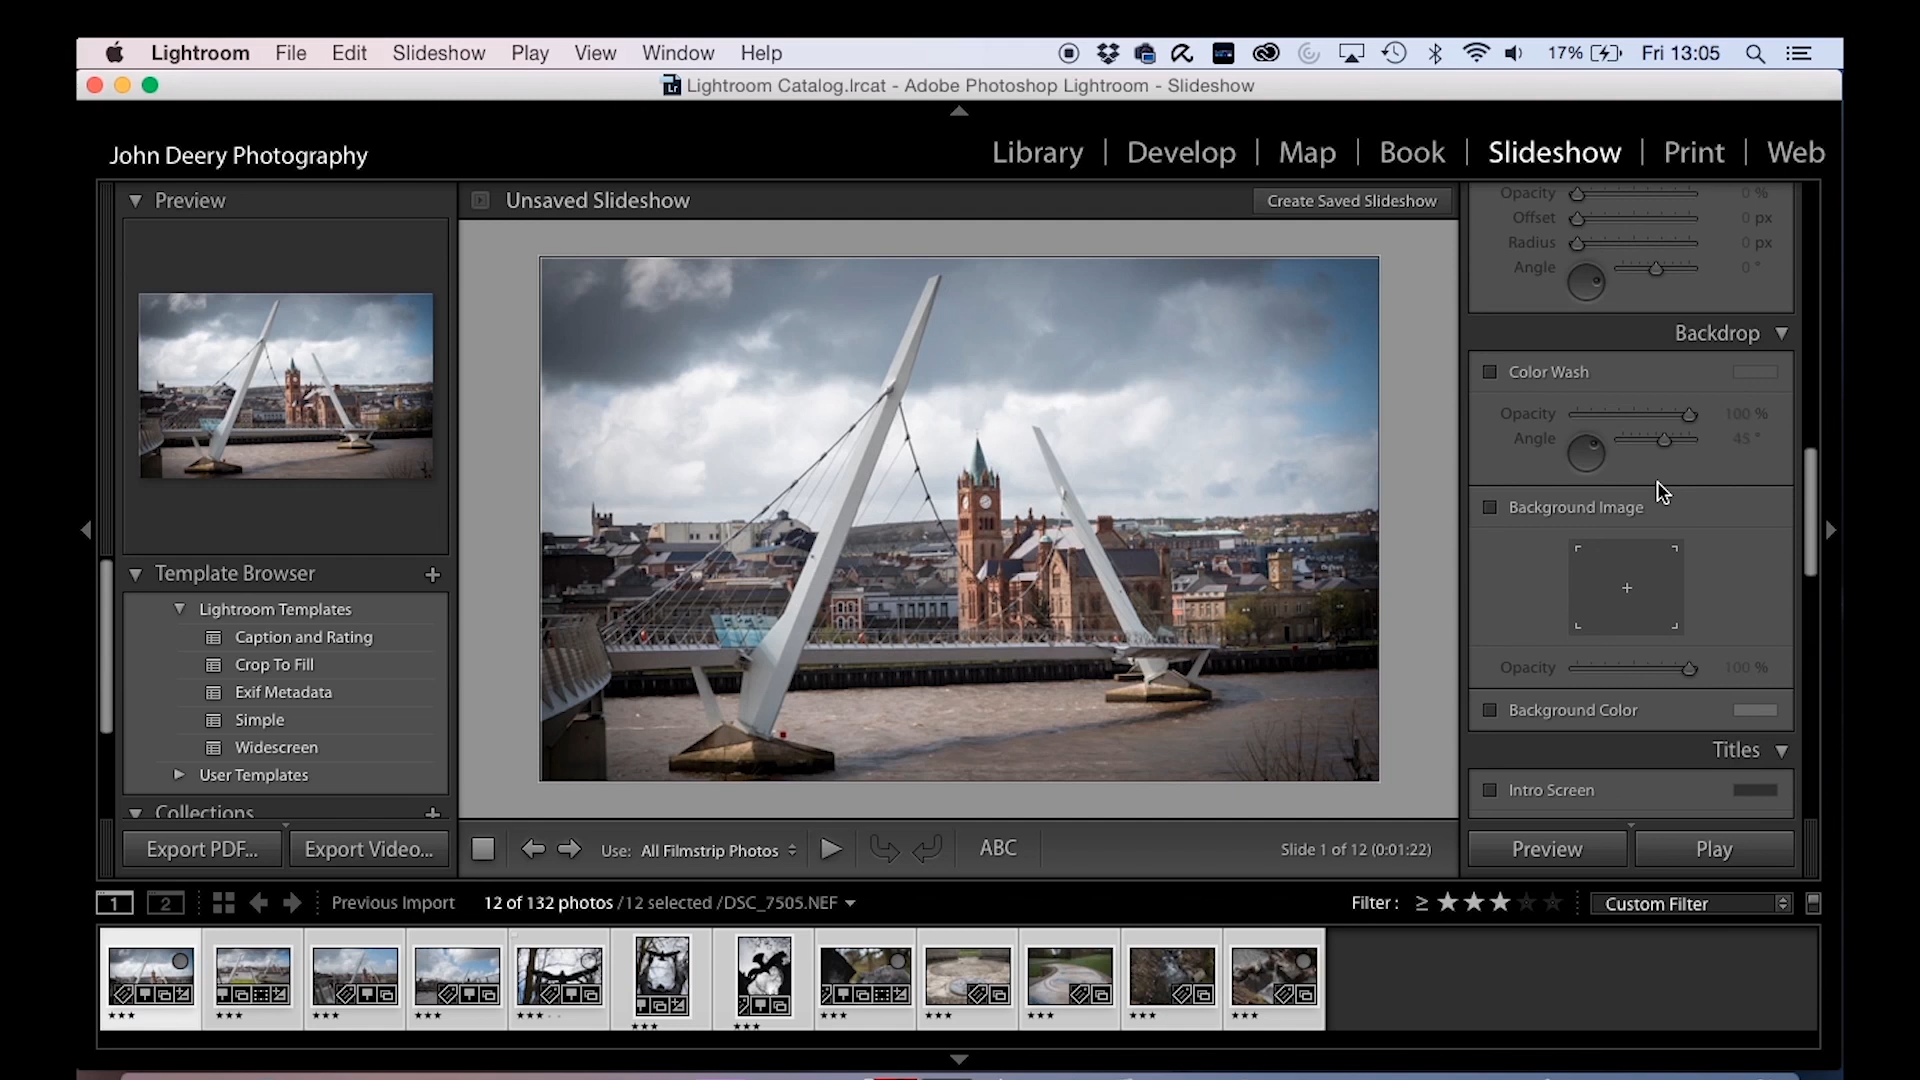 Lightroom File Edit Slideshow Play View Window Help 17% Fri 13:05
Lightroom Catalog.lrcat - Adobe Photoshop Lightroom - Slideshow
John Deery Photography
Library | Develop | Map | Book | Slideshow | Print | Web
Preview
Unsaved Slideshow
Create Saved Slideshow
Opacity 0 %
Offset 0 px
Radius 0 px
Angle 0 °
Backdrop
Color Wash
Opacity 100 %
Angle 45 °
Background Image
Opacity 100 %
Background Color
Titles
Intro Screen
Template Browser +
Lightroom Templates
Caption and Rating
Crop To Fill
Exif Metadata
Simple
Widescreen
User Templates
Collections +
Export PDF...
Export Video...
Use: All Filmstrip Photos
ABC
Slide 1 of 12 (0:01:22)
Preview
Play
1 2 Previous Import 12 of 132 photos /12 selected /DSC_7505.NEF
Filter : ≥ ★★★★★ Custom Filter